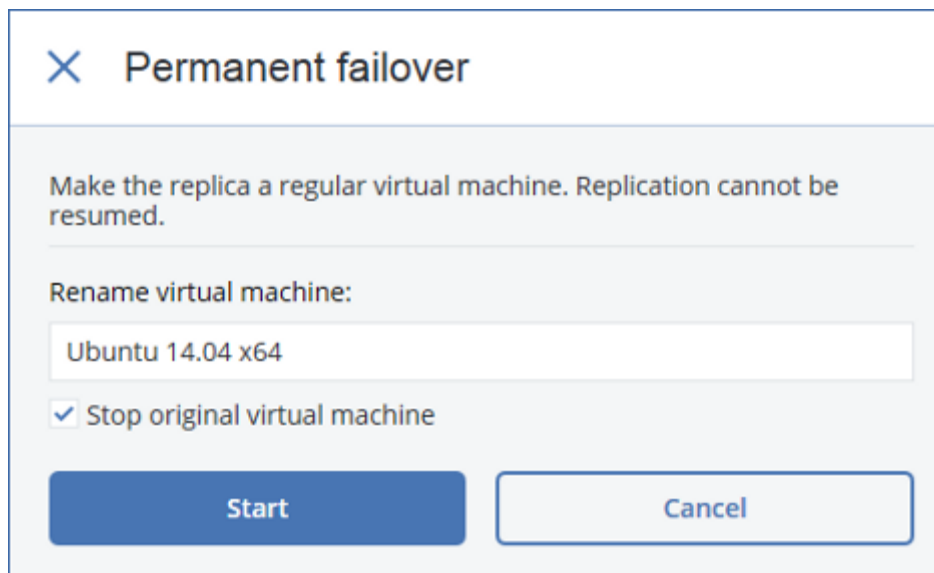 Permanent failover
Make the replica a regular virtual machine. Replication cannot be
resumed.
Rename virtual machine:
Ubuntu 14.04 x64
Stop original virtual machine
Start
Cancel